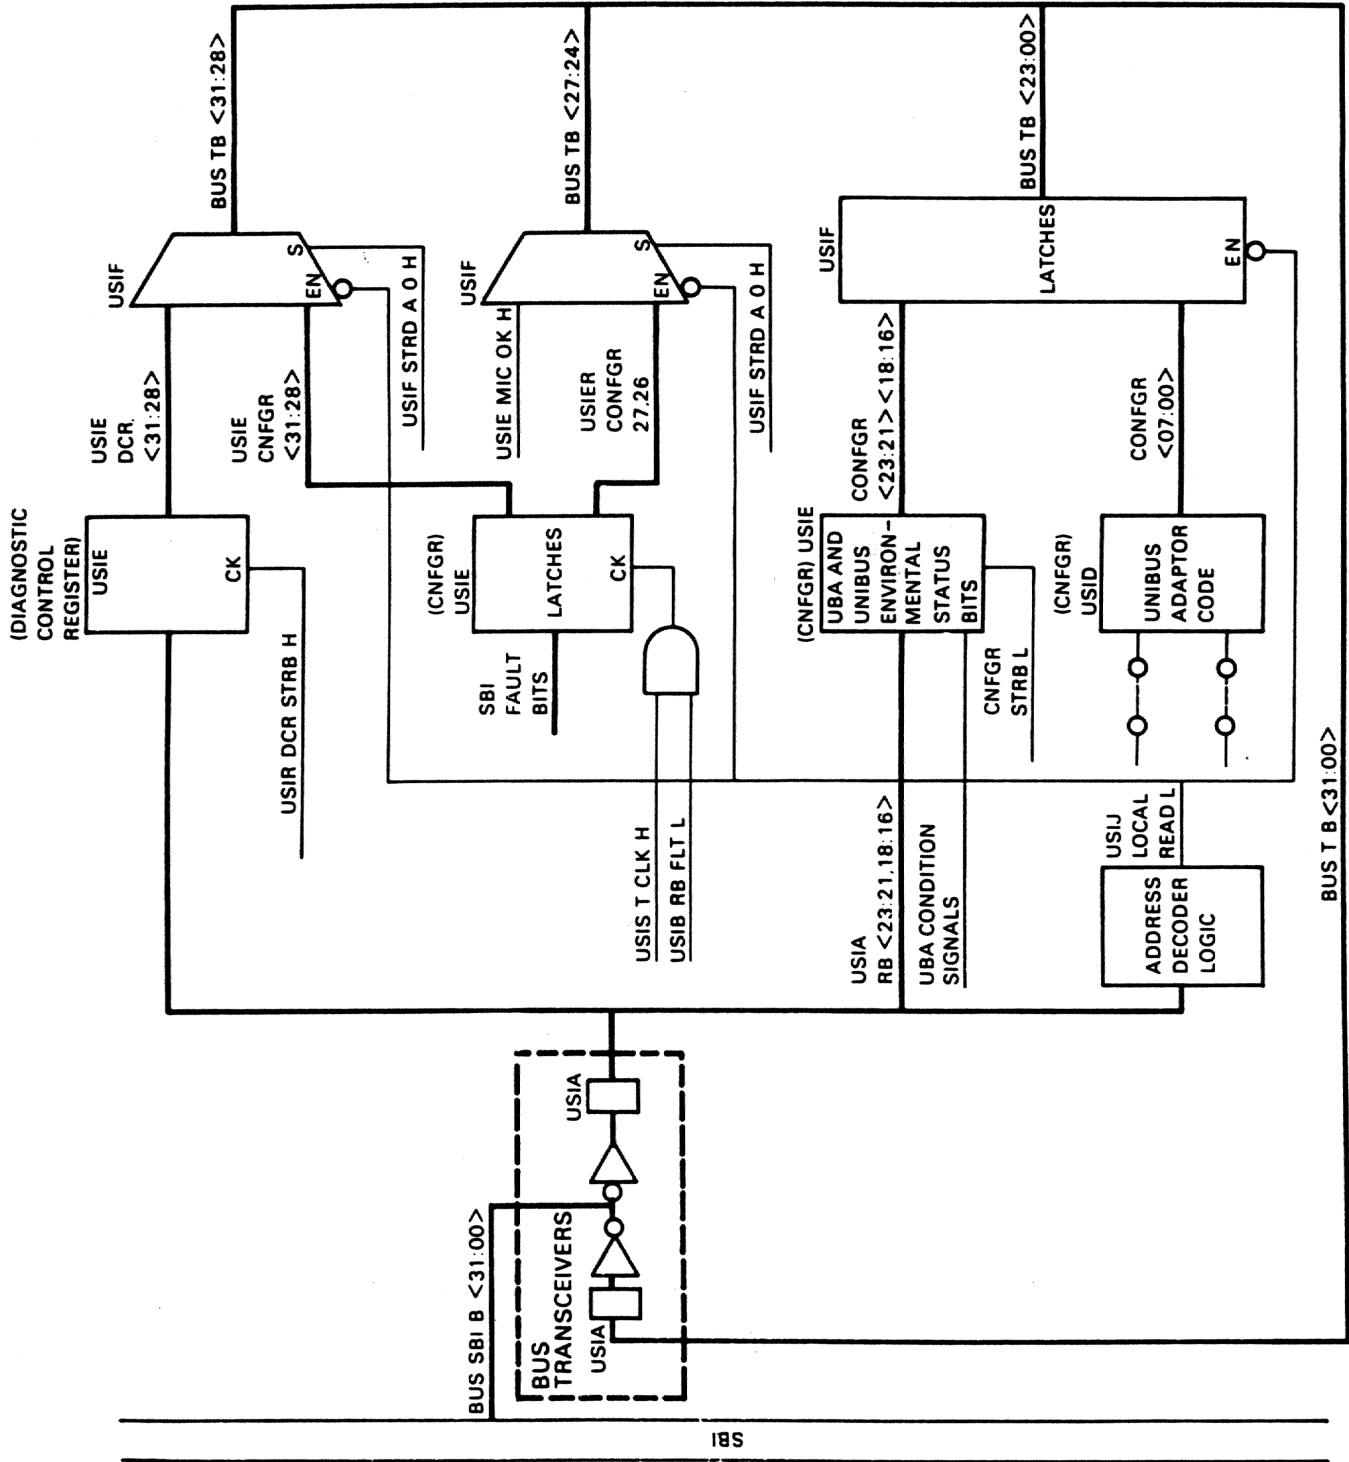 SBI
BUS SBI B <31:00>
BUS
TRANSCEIVERS
USIA
USIA
(DIAGNOSTIC
CONTROL
REGISTER)
USIE
CK
USIR DCR STRB H
USIE
DCR.
<31:28>
USIE
CNFGR
<31:28>
USIF
EN
S
USIF STRD A 0 H
BUS TB <31:28>
SBI
FAULT
BITS
(CNFGR)
USIE
LATCHES
CK
USIS T CLK H
USIB RB FLT L
USIE MIC OK H
USIER
CONFGR
27,26
USIF
EN
S
USIF STRD A 0 H
BUS TB <27:24>
USIA
RB <23:21,18:16>
UBA CONDITION
SIGNALS
(CNFGR) USIE
UBA AND
UNIBUS
ENVIRON-
MENTAL
STATUS
BITS
CNFGR
STRB L
CONFGR
<23:21><18:16>
USIF
LATCHES
EN
BUS TB <23:00>
ADDRESS
DECODER
LOGIC
USIJ
LOCAL
READ L
(CNFGR)
USID
UNIBUS
ADAPTOR
CODE
CONFGR
<07:00>
BUS T B<31:00>